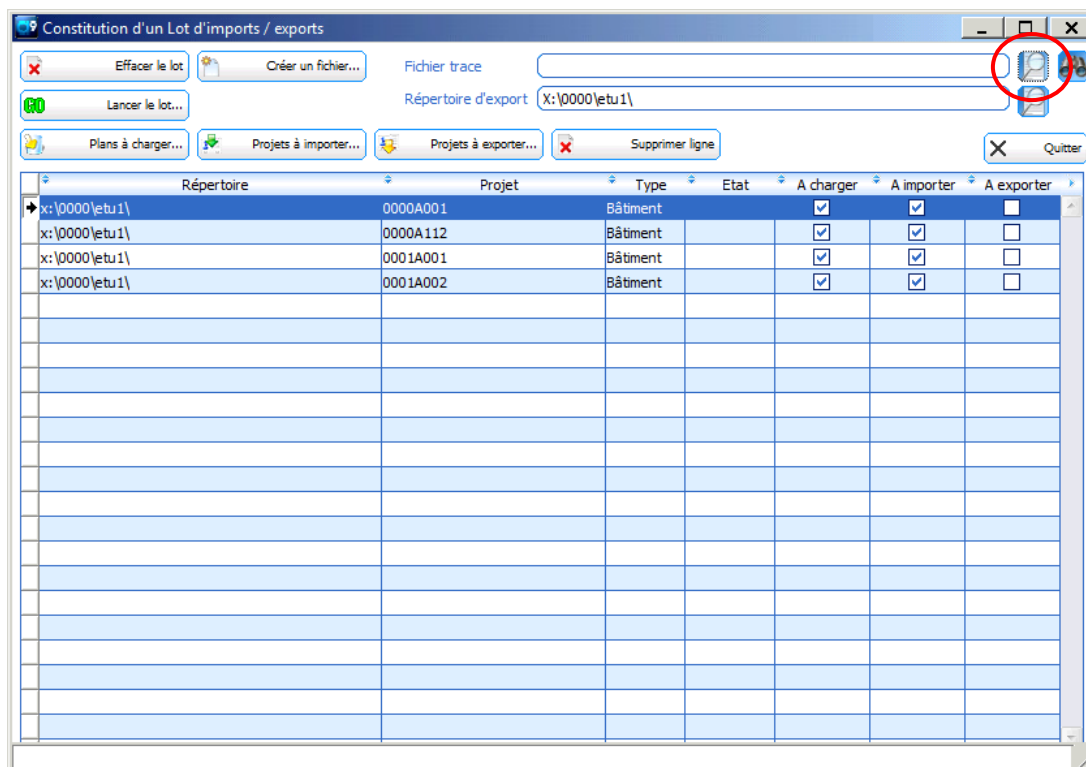 Constitution d'un Lot d'imports / exports
Effacer le lot Créer un fichier... Fichier trace
Lancer le lot... Répertoire d'export X:\0000\etu1\
Plans à charger... Projets à importer... Projets à exporter... Supprimer ligne Quitter
Répertoire Projet Type Etat A charger A importer A exporter
x:\0000\etu1\ 0000A001 Bâtiment
x:\0000\etu1\ 0000A112 Bâtiment
x:\0000\etu1\ 0001A001 Bâtiment
x:\0000\etu1\ 0001A002 Bâtiment